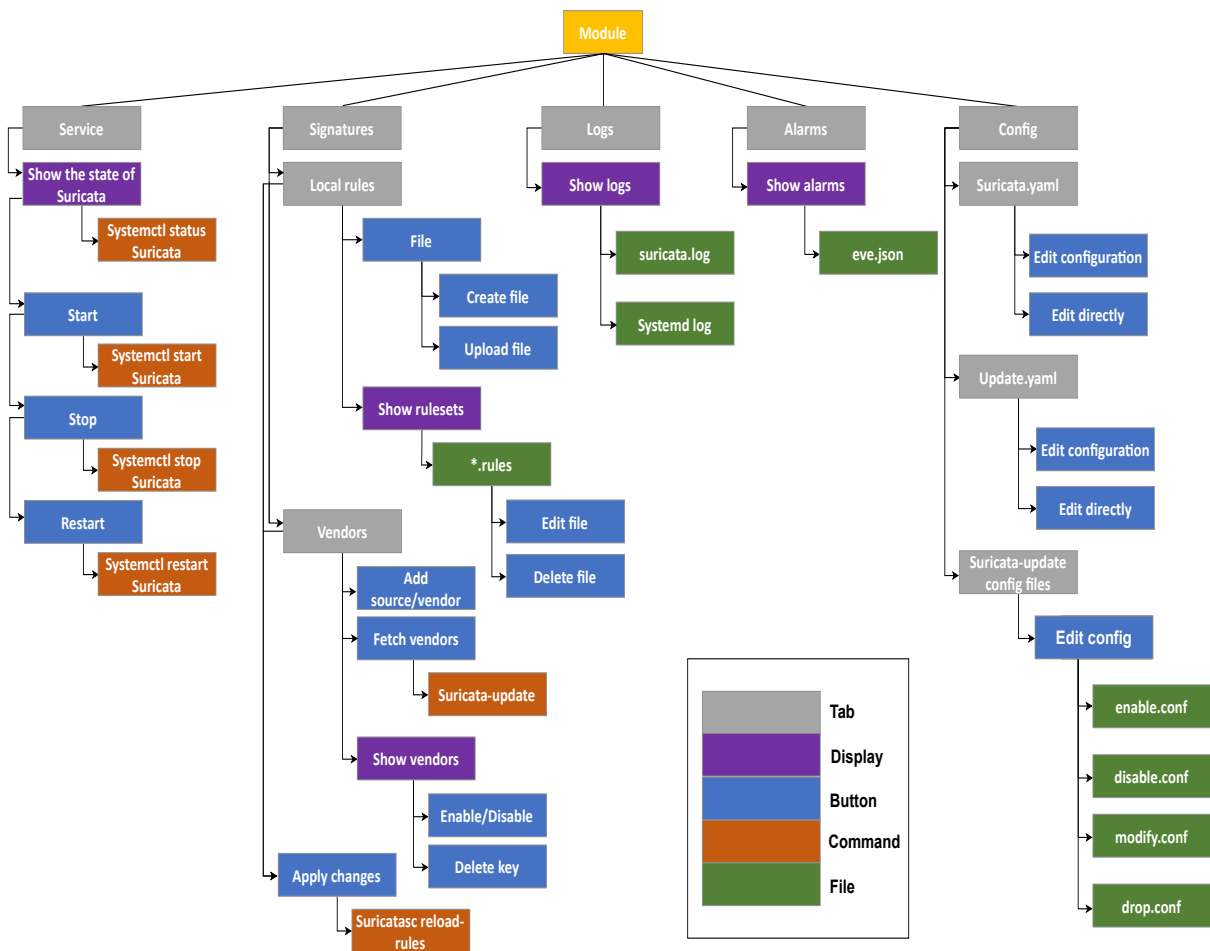 Module
Service
Show the state of
Suricata
Systemctl status
Suricata
Start
Systemctl start
Suricata
Stop
Systemctl stop
Suricata
Restart
Systemctl restart
Suricata
Signatures
Local rules
File
Create file
Upload file
Show rulesets
*.rules
Edit file
Delete file
Vendors
Add
source/vendor
Fetch vendors
Suricata-update
Show vendors
Enable/Disable
Delete key
Apply changes
Suricatasc reload-
rules
Logs
Show logs
suricata.log
Systemd log
Alarms
Show alarms
eve.json
Config
Suricata.yaml
Edit configuration
Edit directly
Update.yaml
Edit configuration
Edit directly
Suricata-update
config files
Edit config
enable.conf
disable.conf
modify.conf
drop.conf
Tab
Display
Button
Command
File